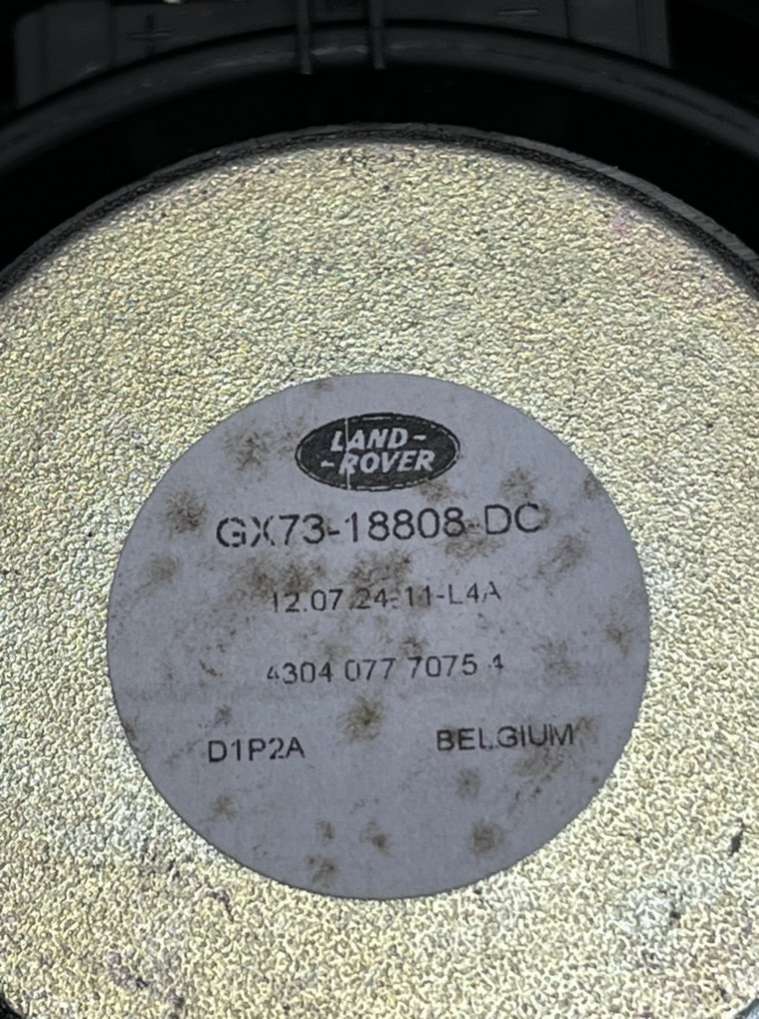 LAND-
-ROVER
GX73-18808-DC
12.07.24-11-L4A
4304 077 7075 4
D1P2A BELGIUM